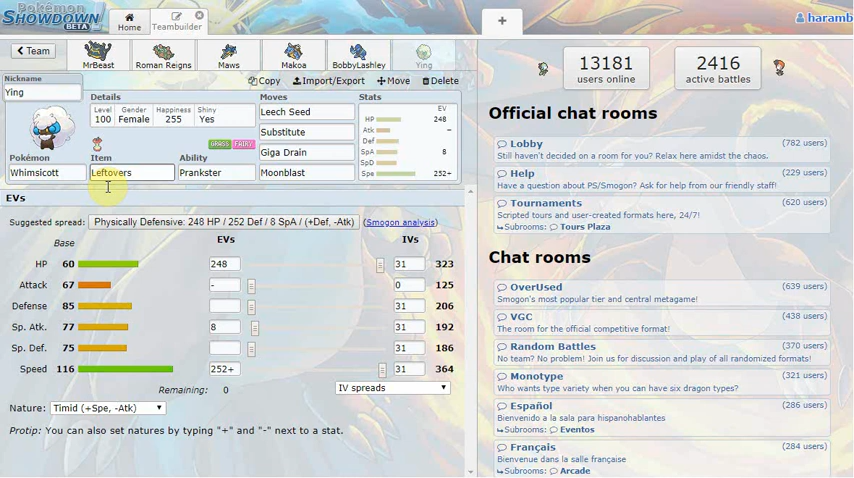 Pokémon
SHOWDOWN
BETA
Home
Teambuilder
+
haramb
< Team
MrBeast
Roman Reigns
Maws
Makoa
BobbyLashley
Ying
Copy Import/Export Move Delete
Nickname
Ying
Details
Level Gender Happiness Shiny
100 Female 255 Yes
GRASS FAIRY
Pokémon Item Ability
Whimsicott Leftovers Prankster
Moves
Leech Seed
Substitute
Giga Drain
Moonblast
Stats
EV
HP 248
Atk –
Def
SpA 8
SpD
Spe 252+
EVs
Suggested spread: Physically Defensive: 248 HP / 252 Def / 8 SpA / (+Def, -Atk) (Smogon analysis)
Base EVs IVs
HP 60 248 31 323
Attack 67 - 0 125
Defense 85 31 206
Sp. Atk. 77 8 31 192
Sp. Def. 75 31 186
Speed 116 252+ 31 364
Remaining: 0 IV spreads
Nature: Timid (+Spe, -Atk)
Protip: You can also set natures by typing "+" and "-" next to a stat.
13181
users online
2416
active battles
Official chat rooms
Lobby (782 users)
Still haven't decided on a room for you? Relax here amidst the chaos.
Help (229 users)
Have a question about PS/Smogon? Ask for help from our friendly staff!
Tournaments (620 users)
Scripted tours and user-created formats here, 24/7!
Subrooms: Tours Plaza
Chat rooms
OverUsed (639 users)
Smogon's most popular tier and central metagame!
VGC (438 users)
The room for the official competitive format!
Random Battles (370 users)
No team? No problem! Join us for discussion and play of all randomized formats!
Monotype (321 users)
Who wants type variety when you can have six dragon types?
Español (286 users)
Bienvenido a la sala para hispanohablantes
Subrooms: Eventos
Français (284 users)
Bienvenue dans la salle française
Subrooms: Arcade